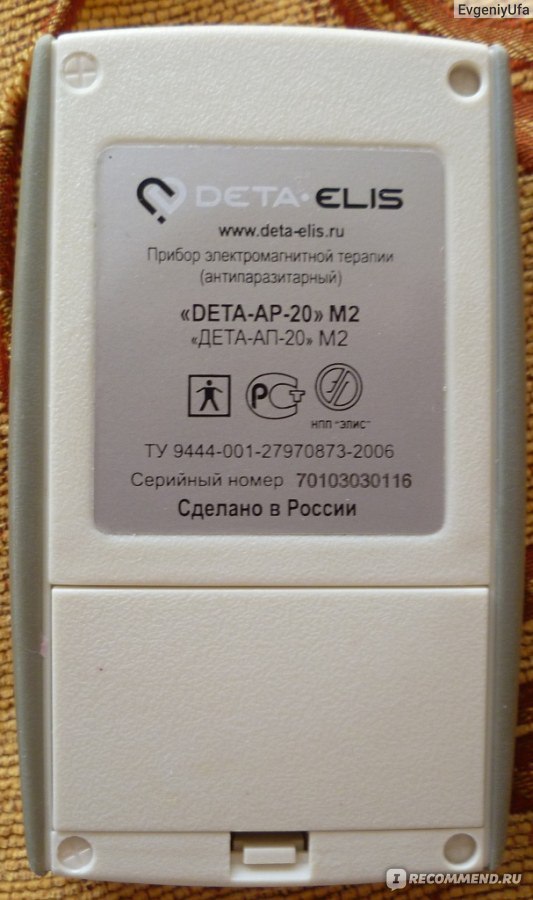 EvgeniyUfa
DETA·ELIS
www.deta-elis.ru
Прибор электромагнитной терапии
(антипаразитарный)
«DETA-AP-20» M2
«ДЕТА-АП-20» M2
НПП "ЭЛИС"
ТУ 9444-001-27970873-2006
Серийный номер 70103030116
Сделано в России
I RECOMMEND.RU